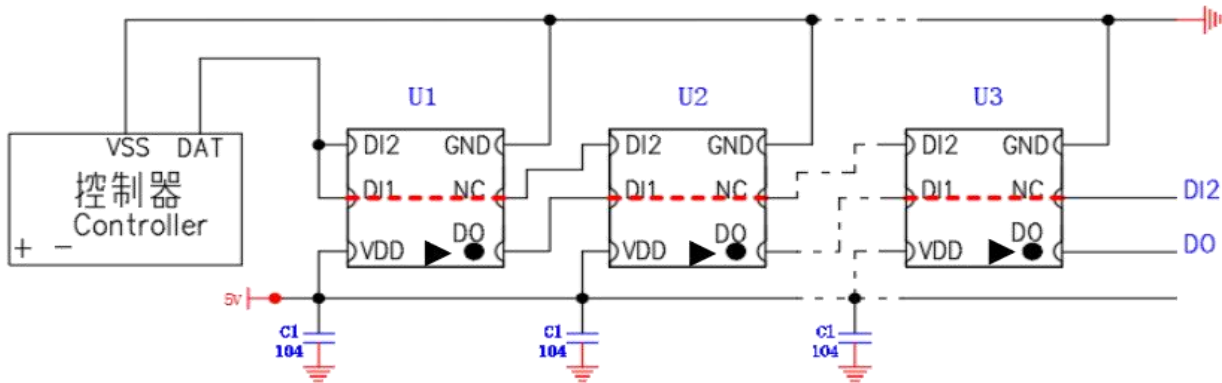 U1
U2
U3
VSS DAT
控制器
Controller
+ -
DI2 GND
DI1 NC
VDD DO
DI2 GND
DI1 NC
VDD DO
DI2 GND
DI1 NC
VDD DO
DI2
DO
5V
C1
104
C1
104
C1
104